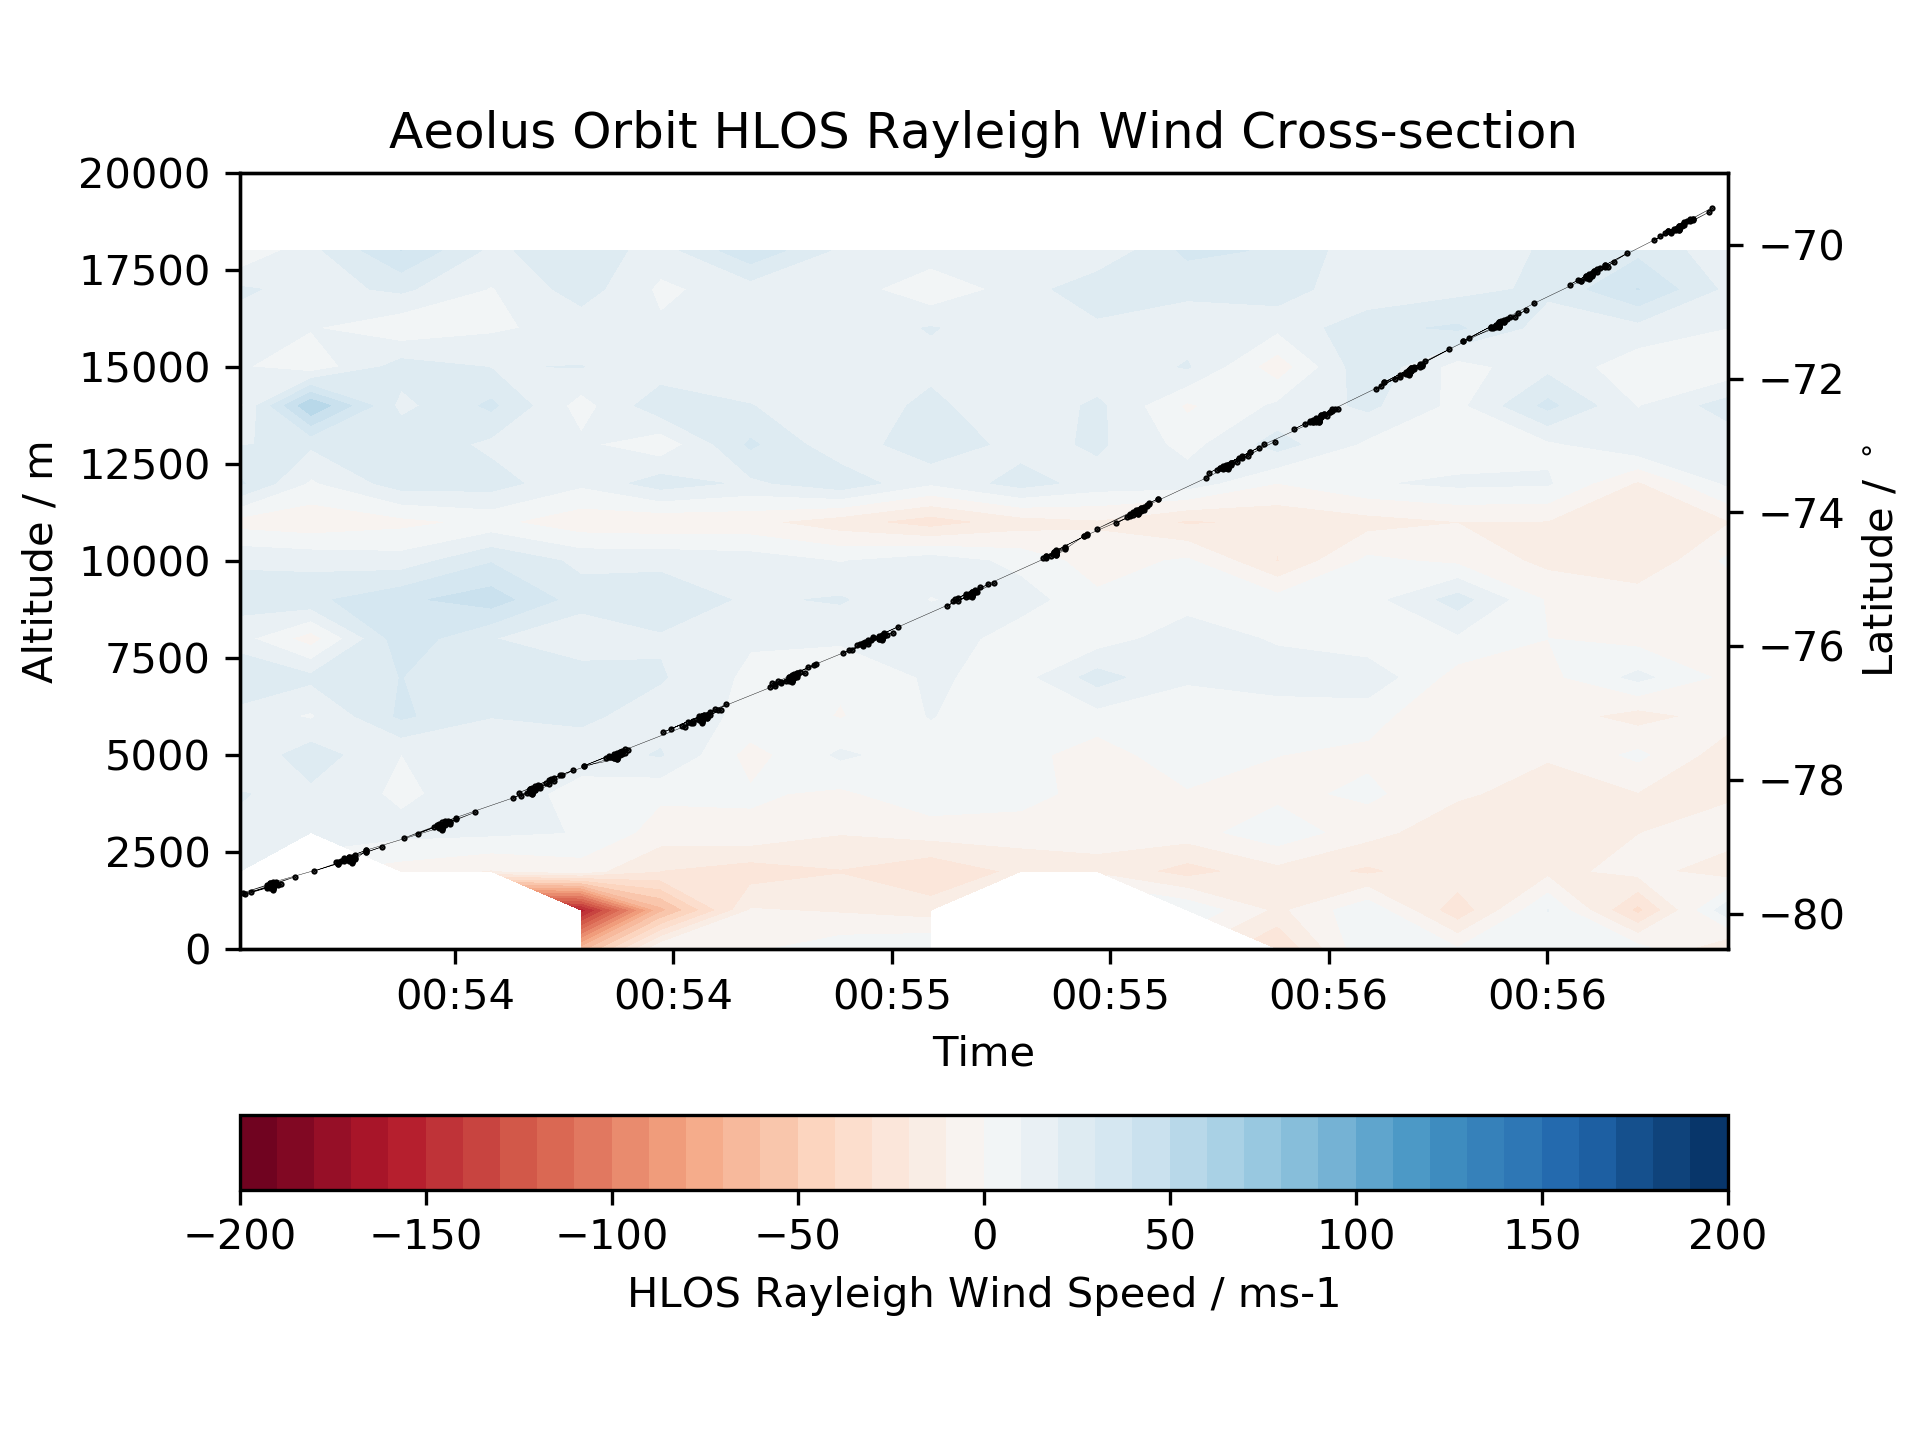 Aeolus Orbit HLOS Rayleigh Wind Cross-section
20000
17500
15000
12500
10000
7500
5000
2500
0
Altitude / m
−70
−72
−74
−76
−78
−80
Latitude / °
00:54 00:54 00:55 00:55 00:56 00:56
Time
−200 −150 −100 −50 0 50 100 150 200
HLOS Rayleigh Wind Speed / ms-1